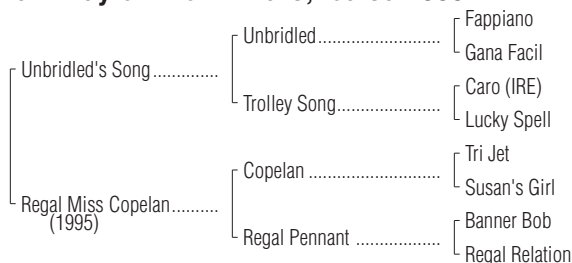 Fappiano
Unbridled........................
Gana Facil
Unbridled's Song..............
Caro (IRE)
Trolley Song.....................
Lucky Spell
Tri Jet
Copelan ..........................
Susan's Girl
Regal Miss Copelan..........
(1995)
Banner Bob
Regal Pennant .................
Regal Relation